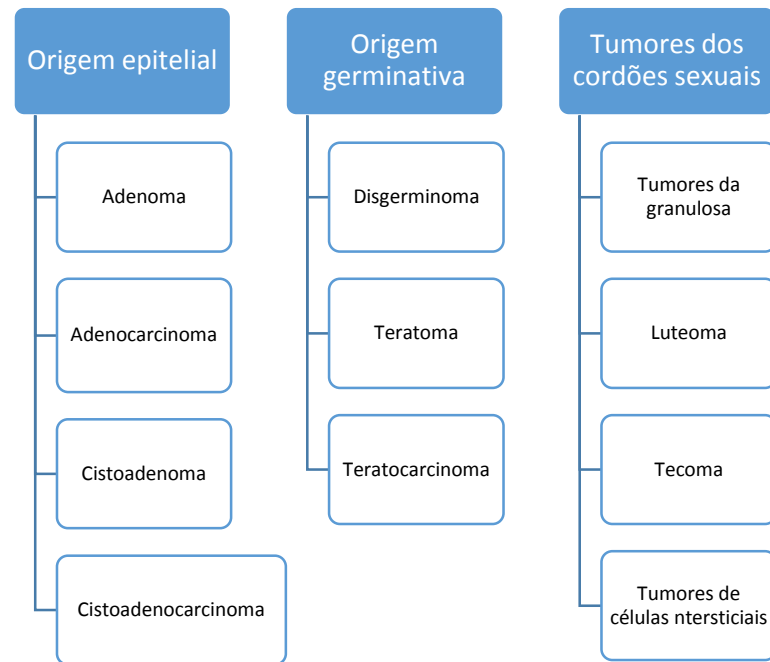 Origem epitelial
Adenoma
Adenocarcinoma
Cistoadenoma
Cistoadenocarcinoma
Origem
germinativa
Disgerminoma
Teratoma
Teratocarcinoma
Tumores dos
cordões sexuais
Tumores da
granulosa
Luteoma
Tecoma
Tumores de
células ntersticiais